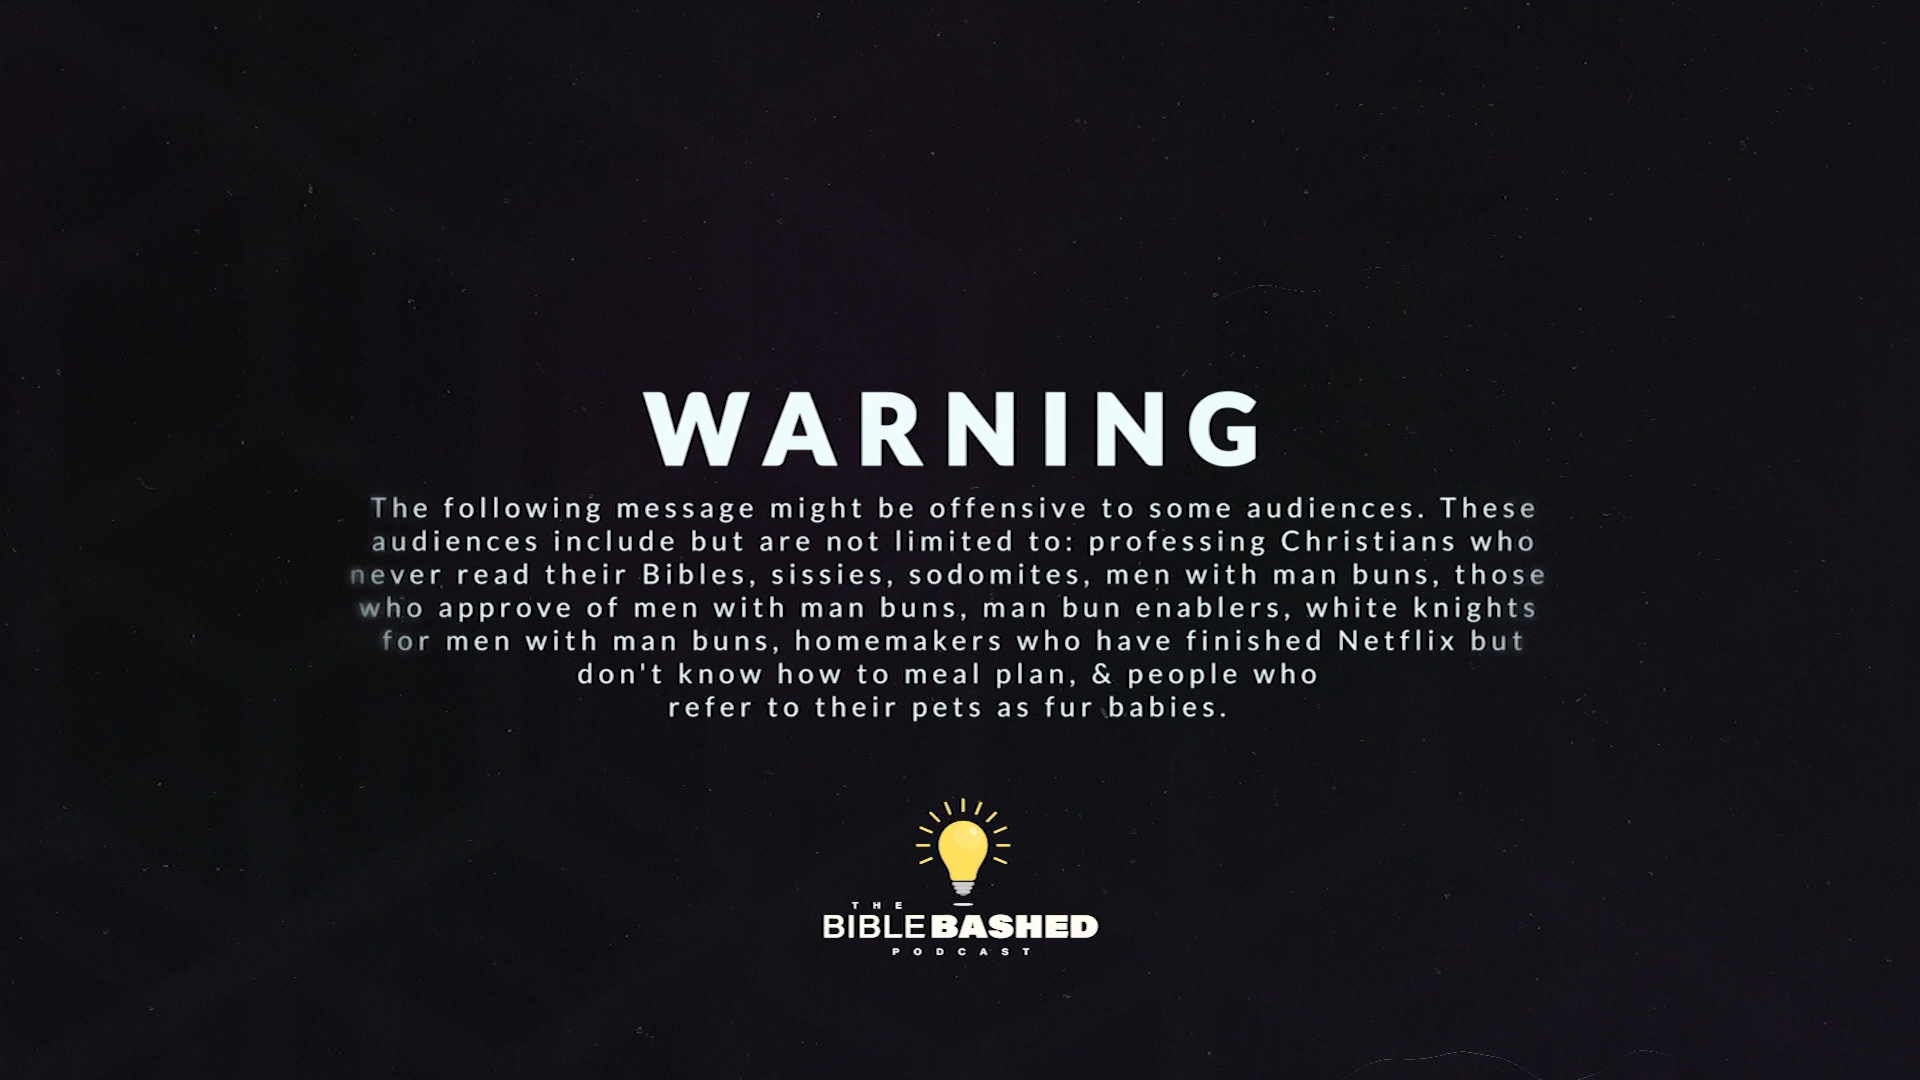 WARNING
The following message might be offensive to some audiences. These
audiences include but are not limited to: professing Christians who
never read their Bibles, sissies, sodomites, men with man buns, those
who approve of men with man buns, man bun enablers, white knights
for men with man buns, homemakers who have finished Netflix but
don't know how to meal plan, & people who
refer to their pets as fur babies.
THE
BIBLEBASHED
PODCAST